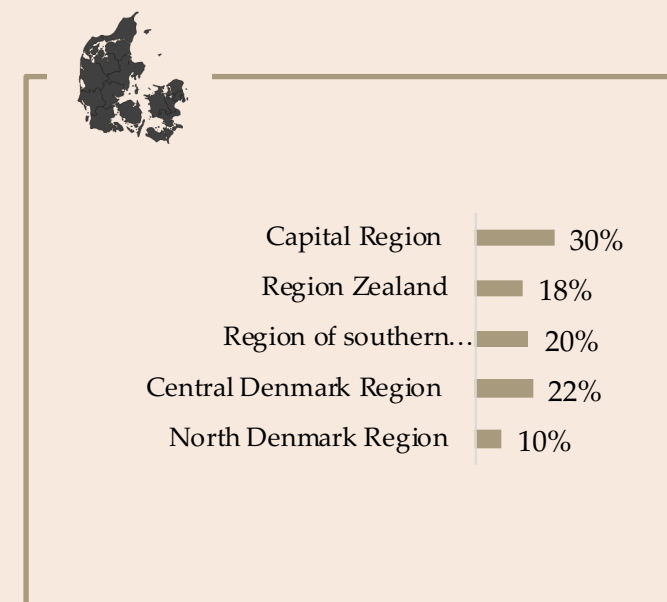 Capital Region 30%
Region Zealand 18%
Region of southern... 20%
Central Denmark Region 22%
North Denmark Region 10%